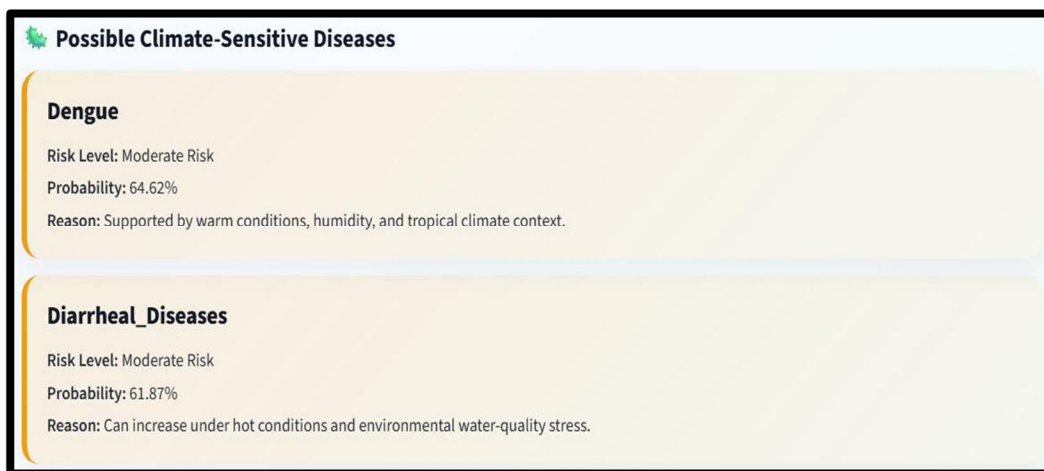 Possible Climate-Sensitive Diseases
Dengue
Risk Level: Moderate Risk
Probability: 64.62%
Reason: Supported by warm conditions, humidity, and tropical climate context.
Diarrheal_Diseases
Risk Level: Moderate Risk
Probability: 61.87%
Reason: Can increase under hot conditions and environmental water-quality stress.